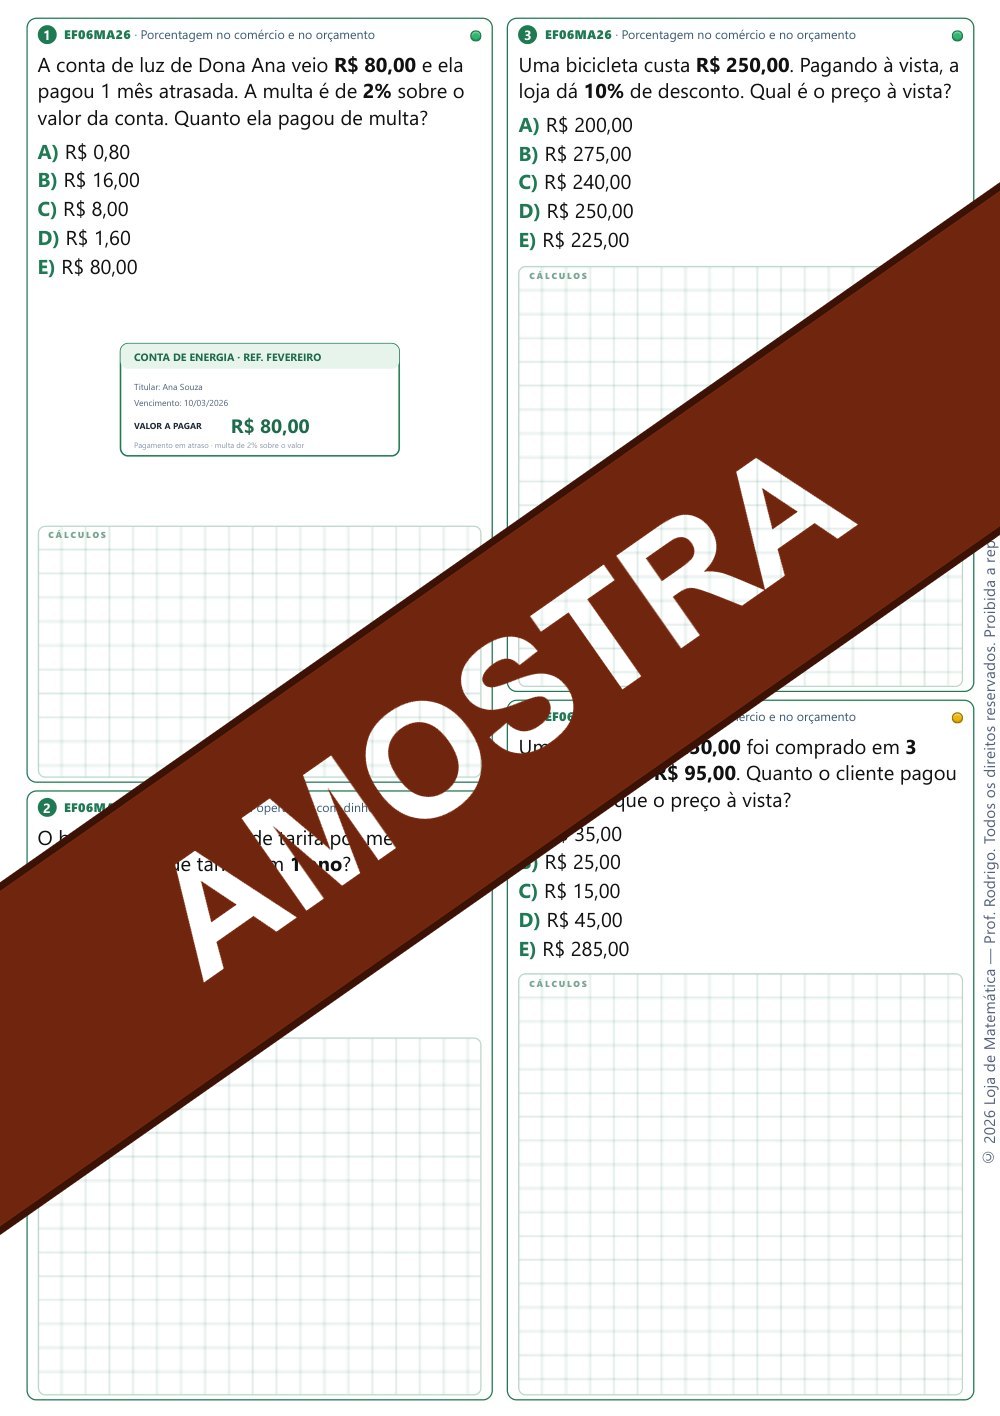 1 EF06MA26 · Porcentagem no comércio e no orçamento
A conta de luz de Dona Ana veio R$ 80,00 e ela
pagou 1 mês atrasada. A multa é de 2% sobre o
valor da conta. Quanto ela pagou de multa?
A) R$ 0,80
B) R$ 16,00
C) R$ 8,00
D) R$ 1,60
E) R$ 80,00
CONTA DE ENERGIA · REF. FEVEREIRO
Titular: Ana Souza
Vencimento: 10/03/2026
VALOR A PAGAR R$ 80,00
Pagamento em atraso · multa de 2% sobre o valor
CÁLCULOS
2
O
de tarifa por
?
3 EF06MA26 · Porcentagem no comércio e no orçamento
Uma bicicleta custa R$ 250,00. Pagando à vista, a
loja dá 10% de desconto. Qual é o preço à vista?
A) R$ 200,00
B) R$ 275,00
C) R$ 240,00
D) R$ 250,00
E) R$ 225,00
CÁLCULOS
e no orçamento
foi comprado em 3
R$ 95,00. Quanto o cliente pagou
que o preço à vista?
35,00
R$ 25,00
C) R$ 15,00
D) R$ 45,00
E) R$ 285,00
CÁLCULOS
AMOSTRA
© 2026 Loja de Matemática — Prof. Rodrigo. Todos os direitos reservados. Proibida a